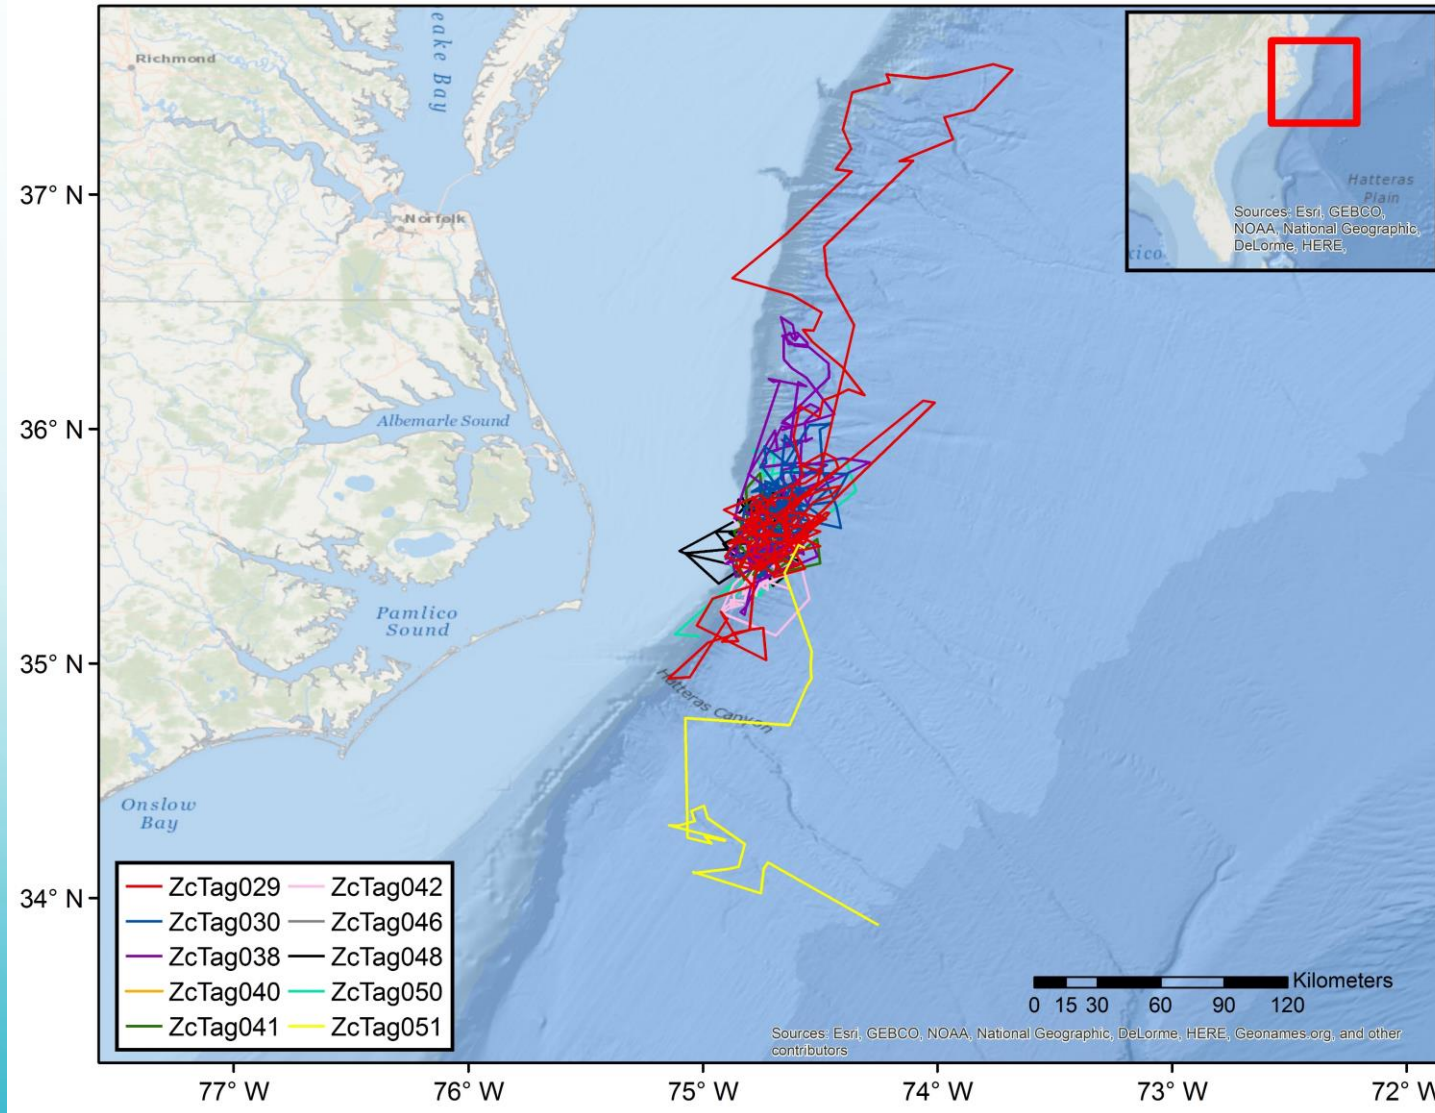 Richmond
eake Bay
Norfolk
Albemarle Sound
Pamlico
Sound
Onslow
Bay
Hatteras Canyon
Hatteras
Plain
xico
Sources: Esri, GEBCO,
NOAA, National Geographic,
DeLorme, HERE,
37° N
36° N
35° N
34° N
ZcTag029 ZcTag042
ZcTag030 ZcTag046
ZcTag038 ZcTag048
ZcTag040 ZcTag050
ZcTag041 ZcTag051
Kilometers
0 15 30 60 90 120
Sources: Esri, GEBCO, NOAA, National Geographic, DeLorme, HERE, Geonames.org, and other
contributors
77° W 76° W 75° W 74° W 73° W 72° W